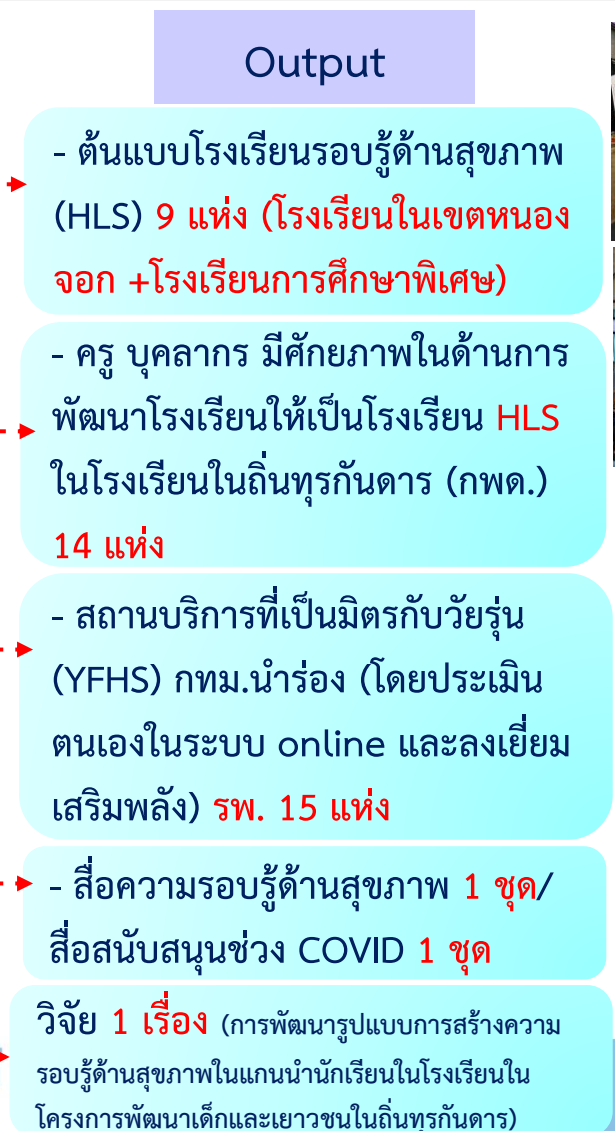 Output
- ต้นแบบโรงเรียนรอบรู้ด้านสุขภาพ
(HLS) 9 แห่ง (โรงเรียนในเขตหนอง
จอก +โรงเรียนการศึกษาพิเศษ)
- ครู บุคลากร มีศักยภาพในด้านการ
พัฒนาโรงเรียนให้เป็นโรงเรียน HLS
ในโรงเรียนในถิ่นทุรกันดาร (กพด.)
14 แห่ง
- สถานบริการที่เป็นมิตรกับวัยรุ่น
(YFHS) กทม.นำร่อง (โดยประเมิน
ตนเองในระบบ online และลงเยี่ยม
เสริมพลัง) รพ. 15 แห่ง
- สื่อความรอบรู้ด้านสุขภาพ 1 ชุด/
สื่อสนับสนุนช่วง COVID 1 ชุด
วิจัย 1 เรื่อง (การพัฒนารูปแบบการสร้างความ
รอบรู้ด้านสุขภาพในแกนนำนักเรียนในโรงเรียนใน
โครงการพัฒนาเด็กและเยาวชนในถิ่นทุรกันดาร)